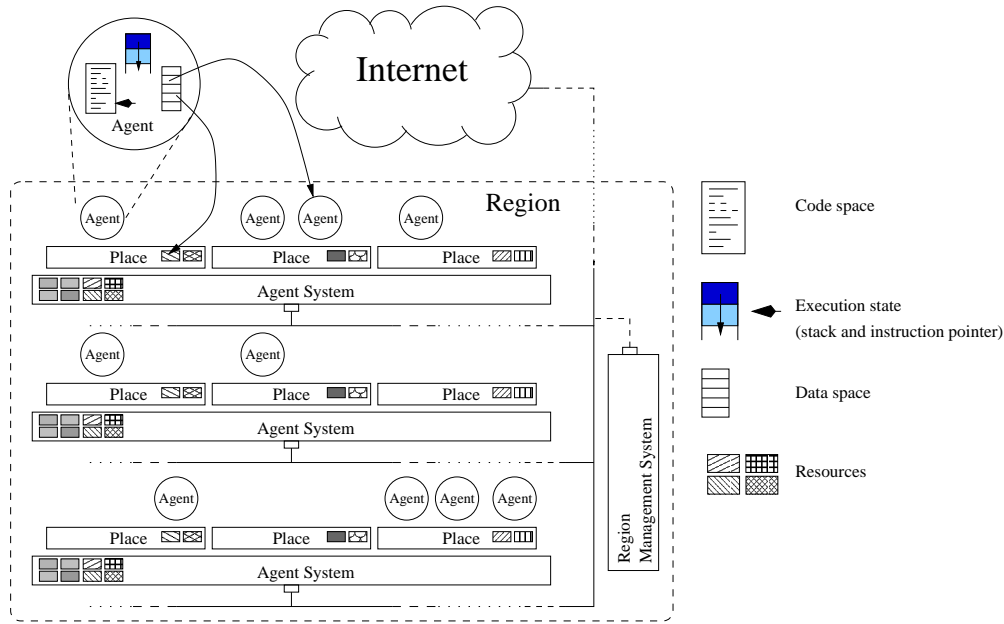 Internet
Agent
Region
Agent
Agent
Agent
Agent
Place
Place
Place
Agent System
Agent
Agent
Place
Place
Place
Agent System
Agent
Agent
Agent
Agent
Place
Place
Place
Agent System
Region
Management System
Code space
Execution state
(stack and instruction pointer)
Data space
Resources